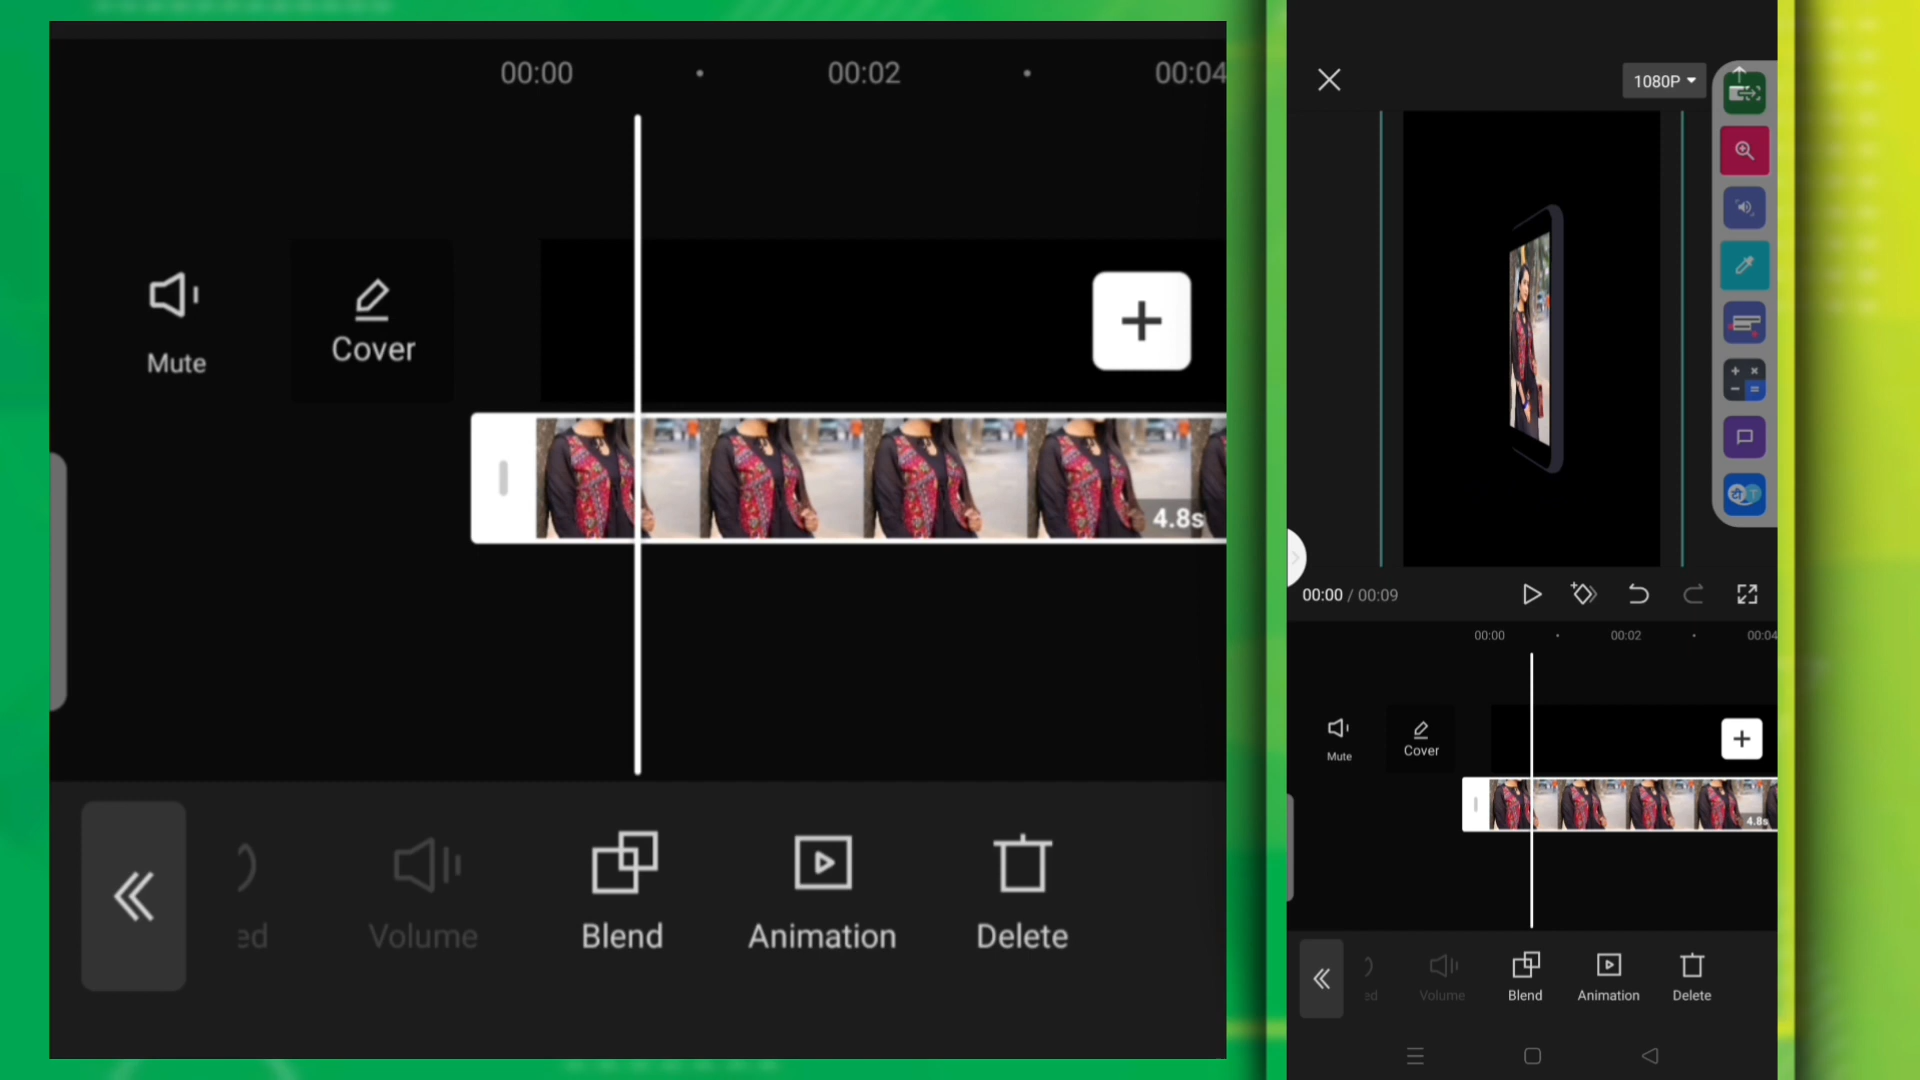 00:00 • 00:02 • 00:04
Mute
Cover
4.8s
ed
Volume
Blend
Animation
Delete
1080P
00:00 / 00:09
00:00 • 00:02 • 00:04
Mute
Cover
4.8s
ed
Volume
Blend
Animation
Delete